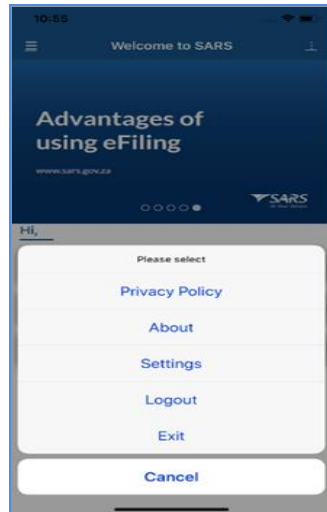 10:55
Welcome to SARS
Advantages of
using eFiling
www.sars.gov.za
SARS
Hi,
Please select
Privacy Policy
About
Settings
Logout
Exit
Cancel